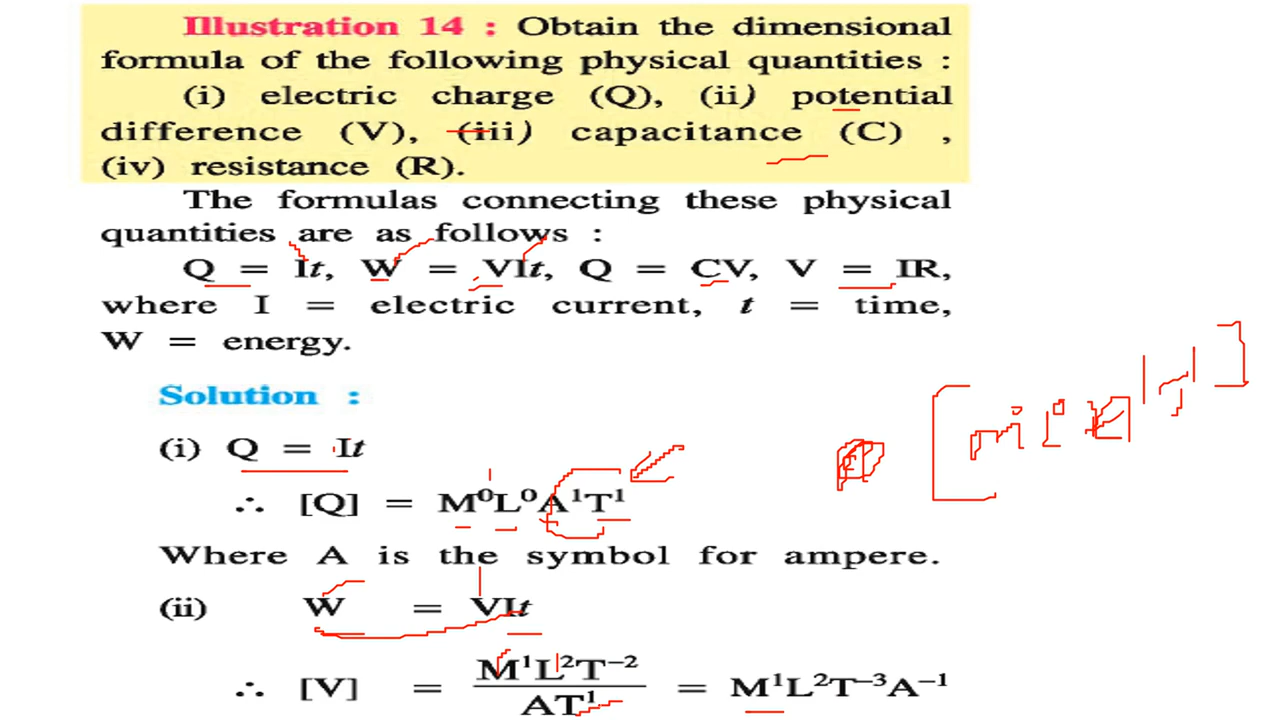 Illustration 14 : Obtain the dimensional
formula of the following physical quantities :
(i) electric charge (Q), (ii) potential
difference (V), (iii) capacitance (C) ,
(iv) resistance (R).
The formulas connecting these physical
quantities are as follows :
Q = It, W = VIt, Q = CV, V = IR,
where I = electric current, t = time,
W = energy.
Solution :
(i) Q = It
∴ [Q] = M⁰L⁰A¹T¹
Where A is the symbol for ampere.
(ii) W = VIt
∴ [V] = M¹L²T⁻² / AT¹ = M¹L²T⁻³A⁻¹